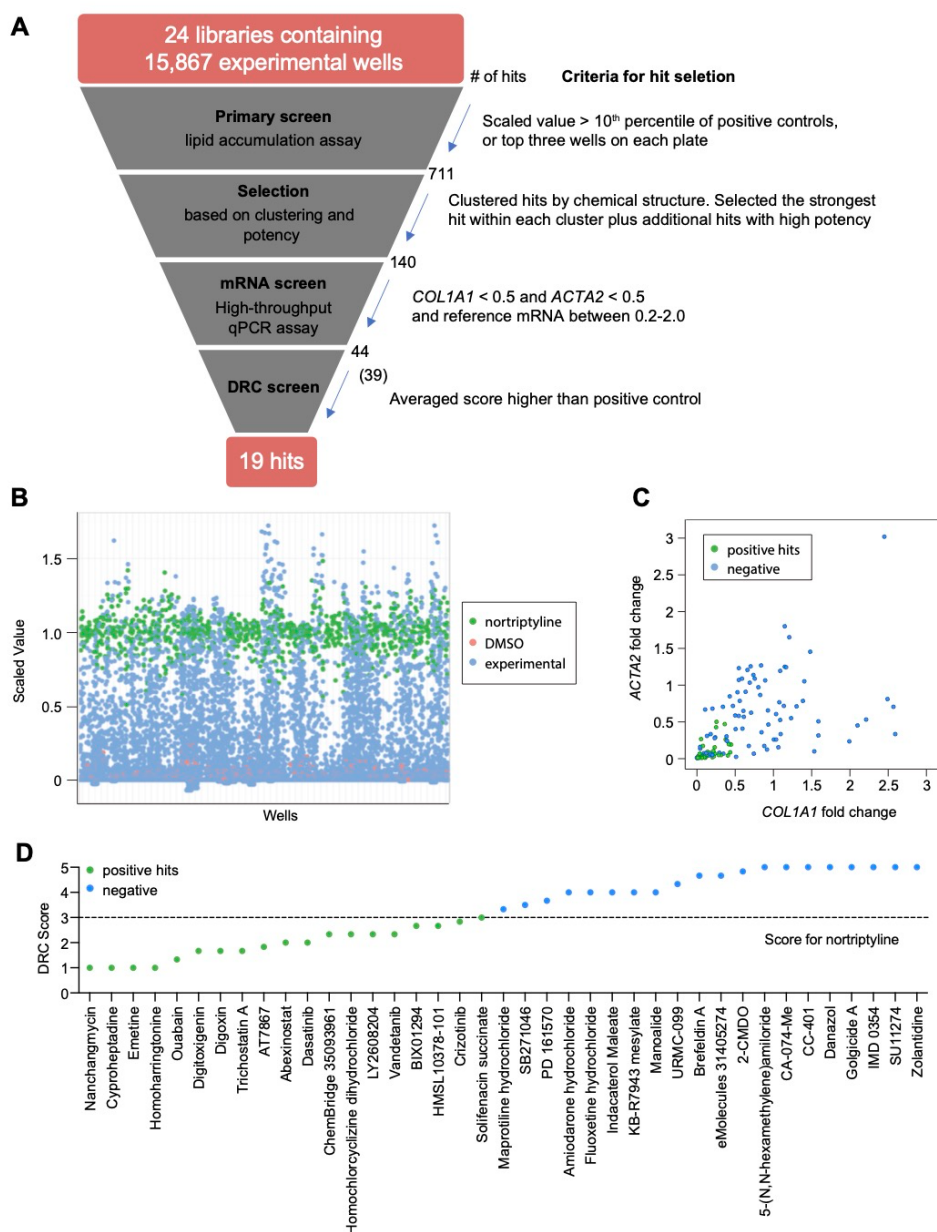 A
24 libraries containing
15,867 experimental wells
# of hits
Criteria for hit seletion
Primary screen
lipid accumulation assay
Scaled value > 10th percentile of positive controls,
or top three wells on each plate
711
Selection
based on clustering and
potency
Clustered hits by chemical structure. Selected the strongest
hit within each cluster plus additional hits with high potency
140
mRNA screen
High-throughput
qPCR assay
COL1A1 < 0.5 and ACTA2 < 0.5
and reference mRNA between 0.2-2.0
44
(39)
DRC screen
Averaged score higher than positive control
19 hits
B
Scaled Value
1.5
1.0
0.5
0
Wells
nortriptyline
DMSO
experimental
C
ACTA2 fold change
3
2.5
2
1.5
1
0.5
0
positive hits
negative
0
0.5
1
1.5
2
2.5
3
COL1A1 fold change
D
positive hits
negative
DRC Score
5
4
3
2
1
0
Score for nortriptyline
Nanchangmycin
Cyproheptadine
Emetine
Homoharringtonine
Ouabain
Digitoxigenin
Digoxin
Trichostatin A
AT7867
Abexinostat
Dasatinib
ChemBridge 35093961
Homochlorcyclizine dihydrochloride
LY2608204
Vandetanib
BIX01294
HMSL10378-101
Crizotinib
Solifenacin succinate
Maprotiline hydrochloride
SB271046
PD 161570
Amiodarone hydrochloride
Fluoxetine hydrochloride
Indacaterol Maleate
KB-R7943 mesylate
Manoalide
URMC-099
Brefeldin A
eMolecules 31405274
2-CMDO
5-(N,N-hexamethylene)amiloride
CA-074-Me
CC-401
Danazol
Golgicide A
IMD 0354
SU11274
Zolantidine